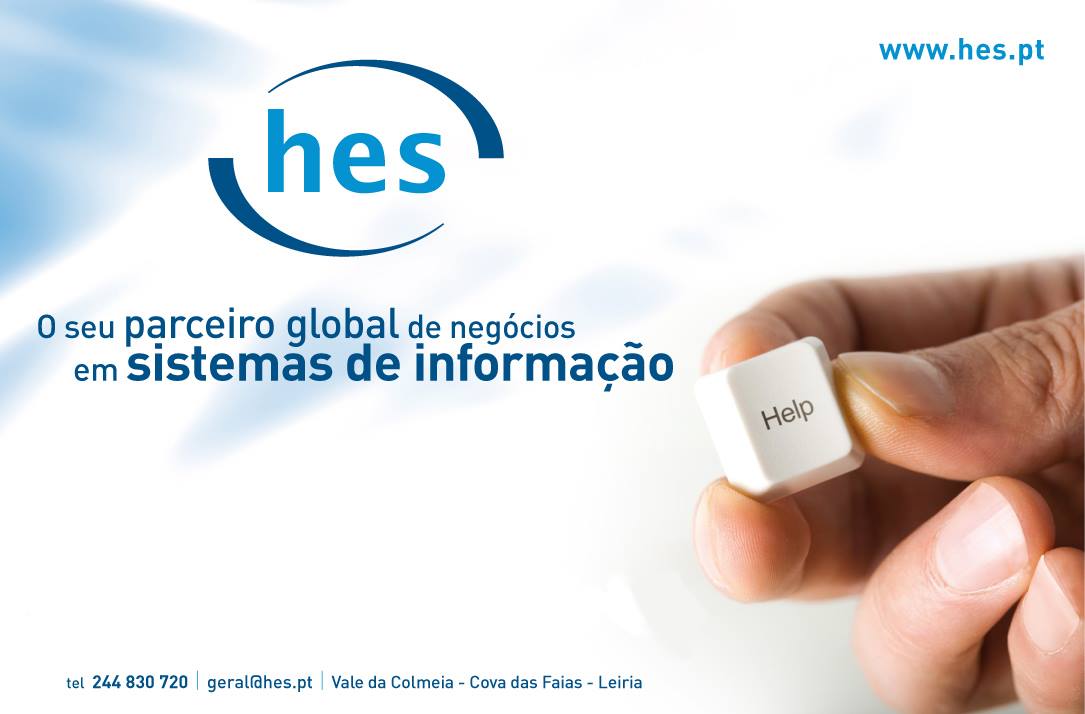 www.hes.pt
hes
O seu parceiro global de negócios
em sistemas de informação
Help
tel 244 830 720 | geral@hes.pt | Vale da Colmeia - Cova das Faias - Leiria